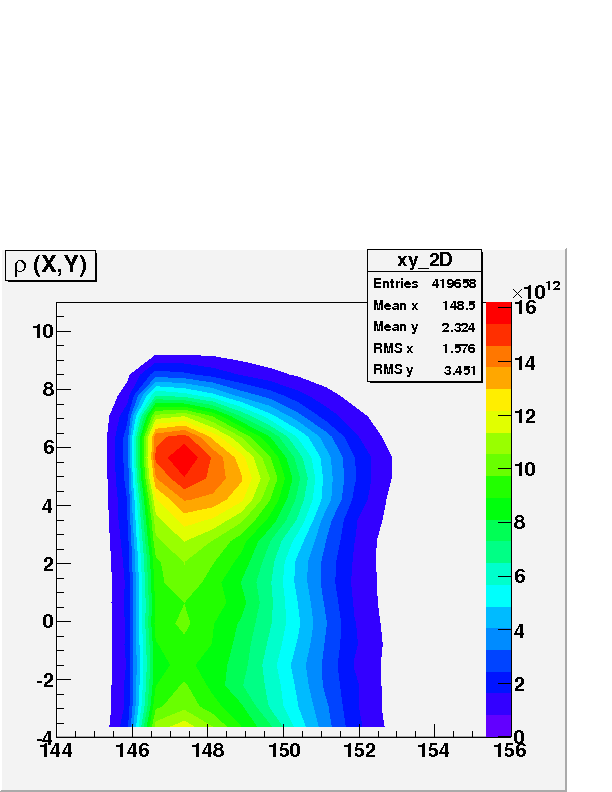 ρ (X,Y)
xy_2D
Entries 419658
Mean x 148.5
Mean y 2.324
RMS x 1.576
RMS y 3.451
×10^12
16
14
12
10
8
6
4
2
0
10
8
6
4
2
0
-2
-4
144 146 148 150 152 154 156